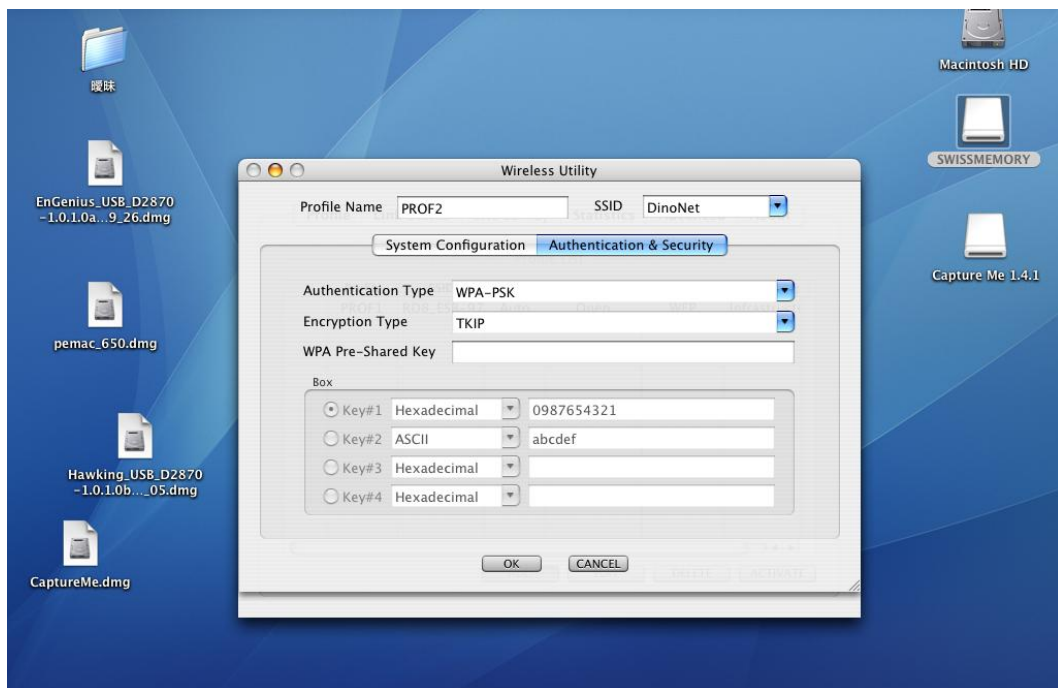 曖昧
EnGenius_USB_D2870
-1.0.1.0a...9_26.dmg
pemac_650.dmg
Hawking_USB_D2870
-1.0.1.0b..._05.dmg
CaptureMe.dmg
Wireless Utility
Profile Name PROF2 SSID DinoNet
System Configuration Authentication & Security
Authentication Type WPA-PSK
Encryption Type TKIP
WPA Pre-Shared Key
Box
Key#1 Hexadecimal 0987654321
Key#2 ASCII abcdef
Key#3 Hexadecimal
Key#4 Hexadecimal
OK CANCEL
DELETE ACTIVATE
Macintosh HD
SWISSMEMORY
Capture Me 1.4.1